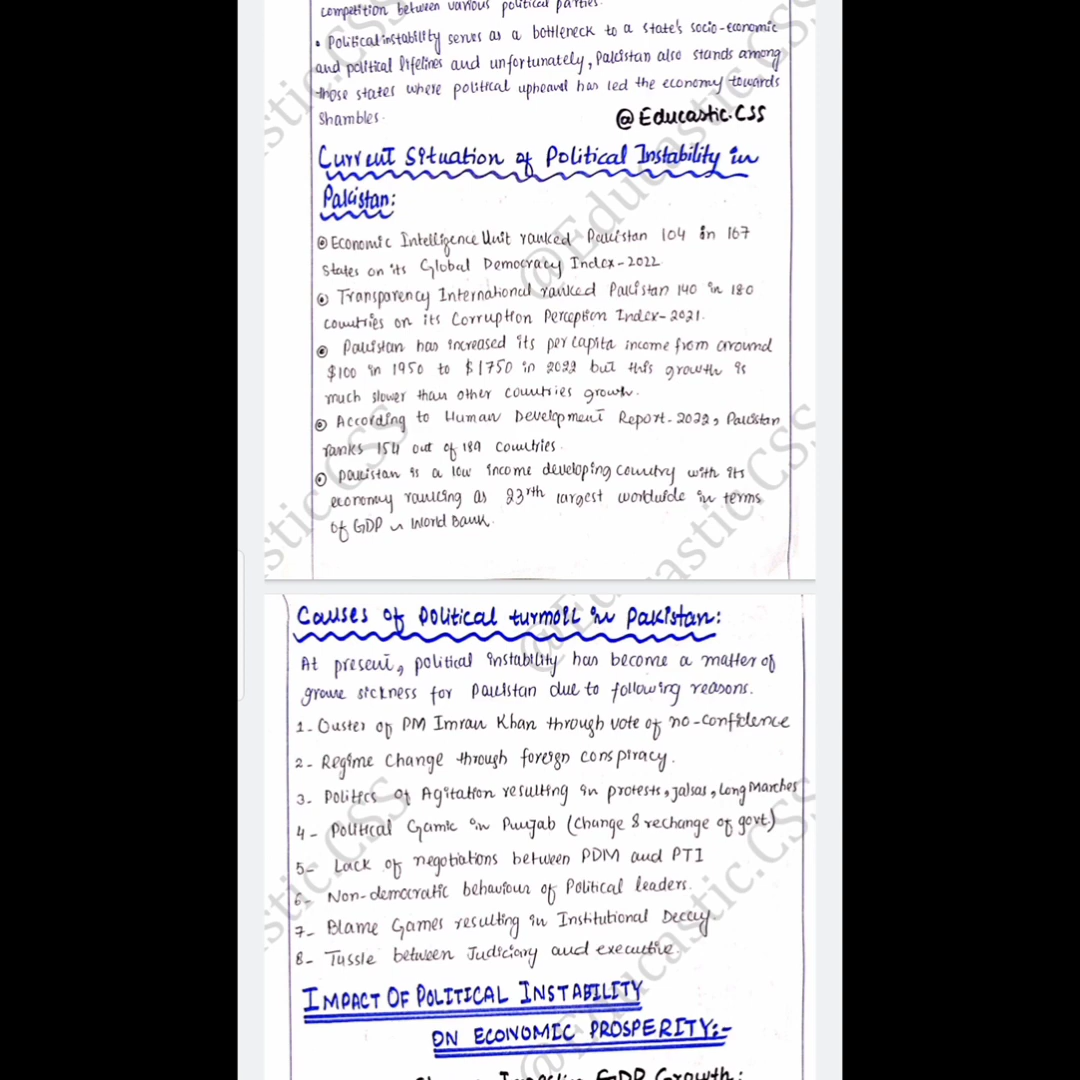 competition between various political parties.
• Political instability serves as a bottleneck to a state's socio-economic
and political lifelines and unfortunately, Pakistan also stands among
those states where political upheaval has led the economy towards
Shambles.
@Educastic.CSS
Current Situation of Political Instability in
Pakistan:
Economic Intelligence Unit ranked Pakistan 104 in 167
states on its Global Democracy Index-2022
Transparency International ranked Pakistan 140 in 180
countries on its Corruption Perception Index-2021.
Pakistan has increased its per capita income from around
$100 in 1950 to $1750 in 2022 but this growth is
much slower than other countries growth.
According to Human Development Report-2022, Pakistan
ranks 154 out of 189 countries.
Pakistan is a low income developing country with its
economy ranking as 23rth largest worldwide in terms
of GDP World Bank.
Causes of Political turmoil in Pakistan:
At present, political instability has become a matter of
grave sickness for Pakistan due to following reasons.
1- Ouster of PM Imran Khan through vote of no-confidence
2- Regime Change through foreign conspiracy.
3- Politics of Agitation resulting in protests, jalsas, Long Marches
4- Political Gamic in Punjab (change & rechange of govt.)
5- Lack of negotiations between PDM and PTI
6- Non-democratic behaviour of Political leaders.
7- Blame Games resulting in Institutional Decay.
8- Tussle between Judiciary and executive.
IMPACT OF POLITICAL INSTABILITY
ON ECONOMIC PROSPERITY:-
GDP Growth:
@Educastic.CSS